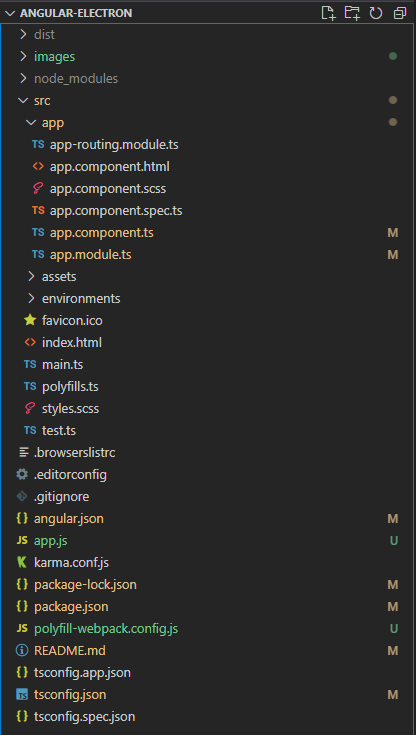 ANGULAR-ELECTRON
dist
images
node_modules
src
app
TS app-routing.module.ts
app.component.html
app.component.scss
TS app.component.spec.ts
TS app.component.ts M
TS app.module.ts M
assets
environments
favicon.ico
index.html
TS main.ts
TS polyfills.ts
styles.scss
TS test.ts
.browserslistrc
.editorconfig
.gitignore
{} angular.json M
JS app.js U
karma.conf.js
{} package-lock.json M
{} package.json M
JS polyfill-webpack.config.js U
README.md M
{} tsconfig.app.json
TS tsconfig.json M
{} tsconfig.spec.json